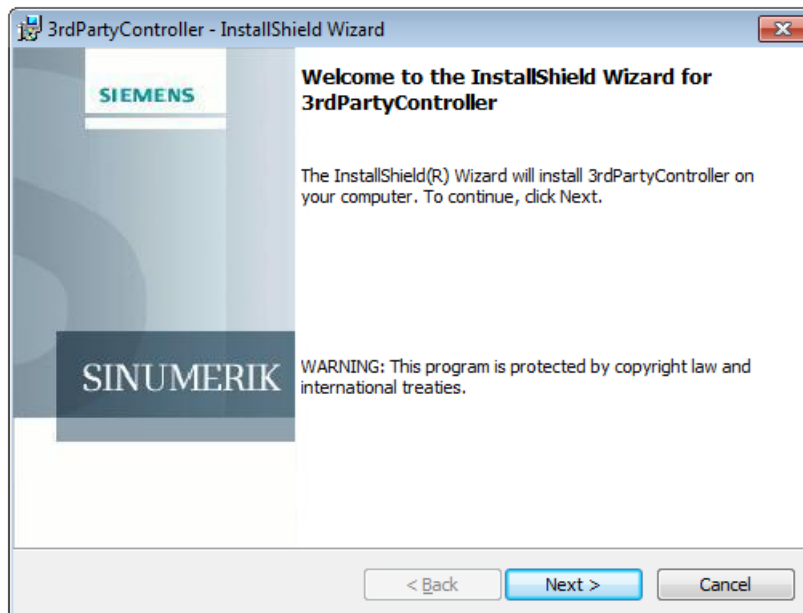 3rdPartyController - InstallShield Wizard
SIEMENS
Welcome to the InstallShield Wizard for
3rdPartyController
The InstallShield(R) Wizard will install 3rdPartyController on
your computer. To continue, click Next.
SINUMERIK
WARNING: This program is protected by copyright law and
international treaties.
< Back
Next >
Cancel